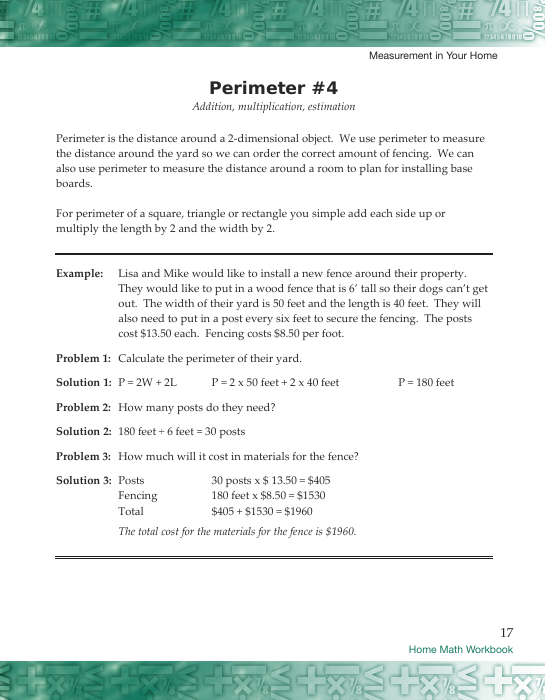 Measurement in Your Home
Perimeter #4
Addition, multiplication, estimation
Perimeter is the distance around a 2-dimensional object. We use perimeter to measure
the distance around the yard so we can order the correct amount of fencing. We can
also use perimeter to measure the distance around a room to plan for installing base
boards.
For perimeter of a square, triangle or rectangle you simple add each side up or
multiply the length by 2 and the width by 2.
Example: Lisa and Mike would like to install a new fence around their property.
They would like to put in a wood fence that is 6’ tall so their dogs can’t get
out. The width of their yard is 50 feet and the length is 40 feet. They will
also need to put in a post every six feet to secure the fencing. The posts
cost $13.50 each. Fencing costs $8.50 per foot.
Problem 1: Calculate the perimeter of their yard.
Solution 1: P = 2W + 2L P = 2 x 50 feet + 2 x 40 feet P = 180 feet
Problem 2: How many posts do they need?
Solution 2: 180 feet ÷ 6 feet = 30 posts
Problem 3: How much will it cost in materials for the fence?
Solution 3: Posts 30 posts x $ 13.50 = $405
Fencing 180 feet x $8.50 = $1530
Total $405 + $1530 = $1960
The total cost for the materials for the fence is $1960.
17
Home Math Workbook